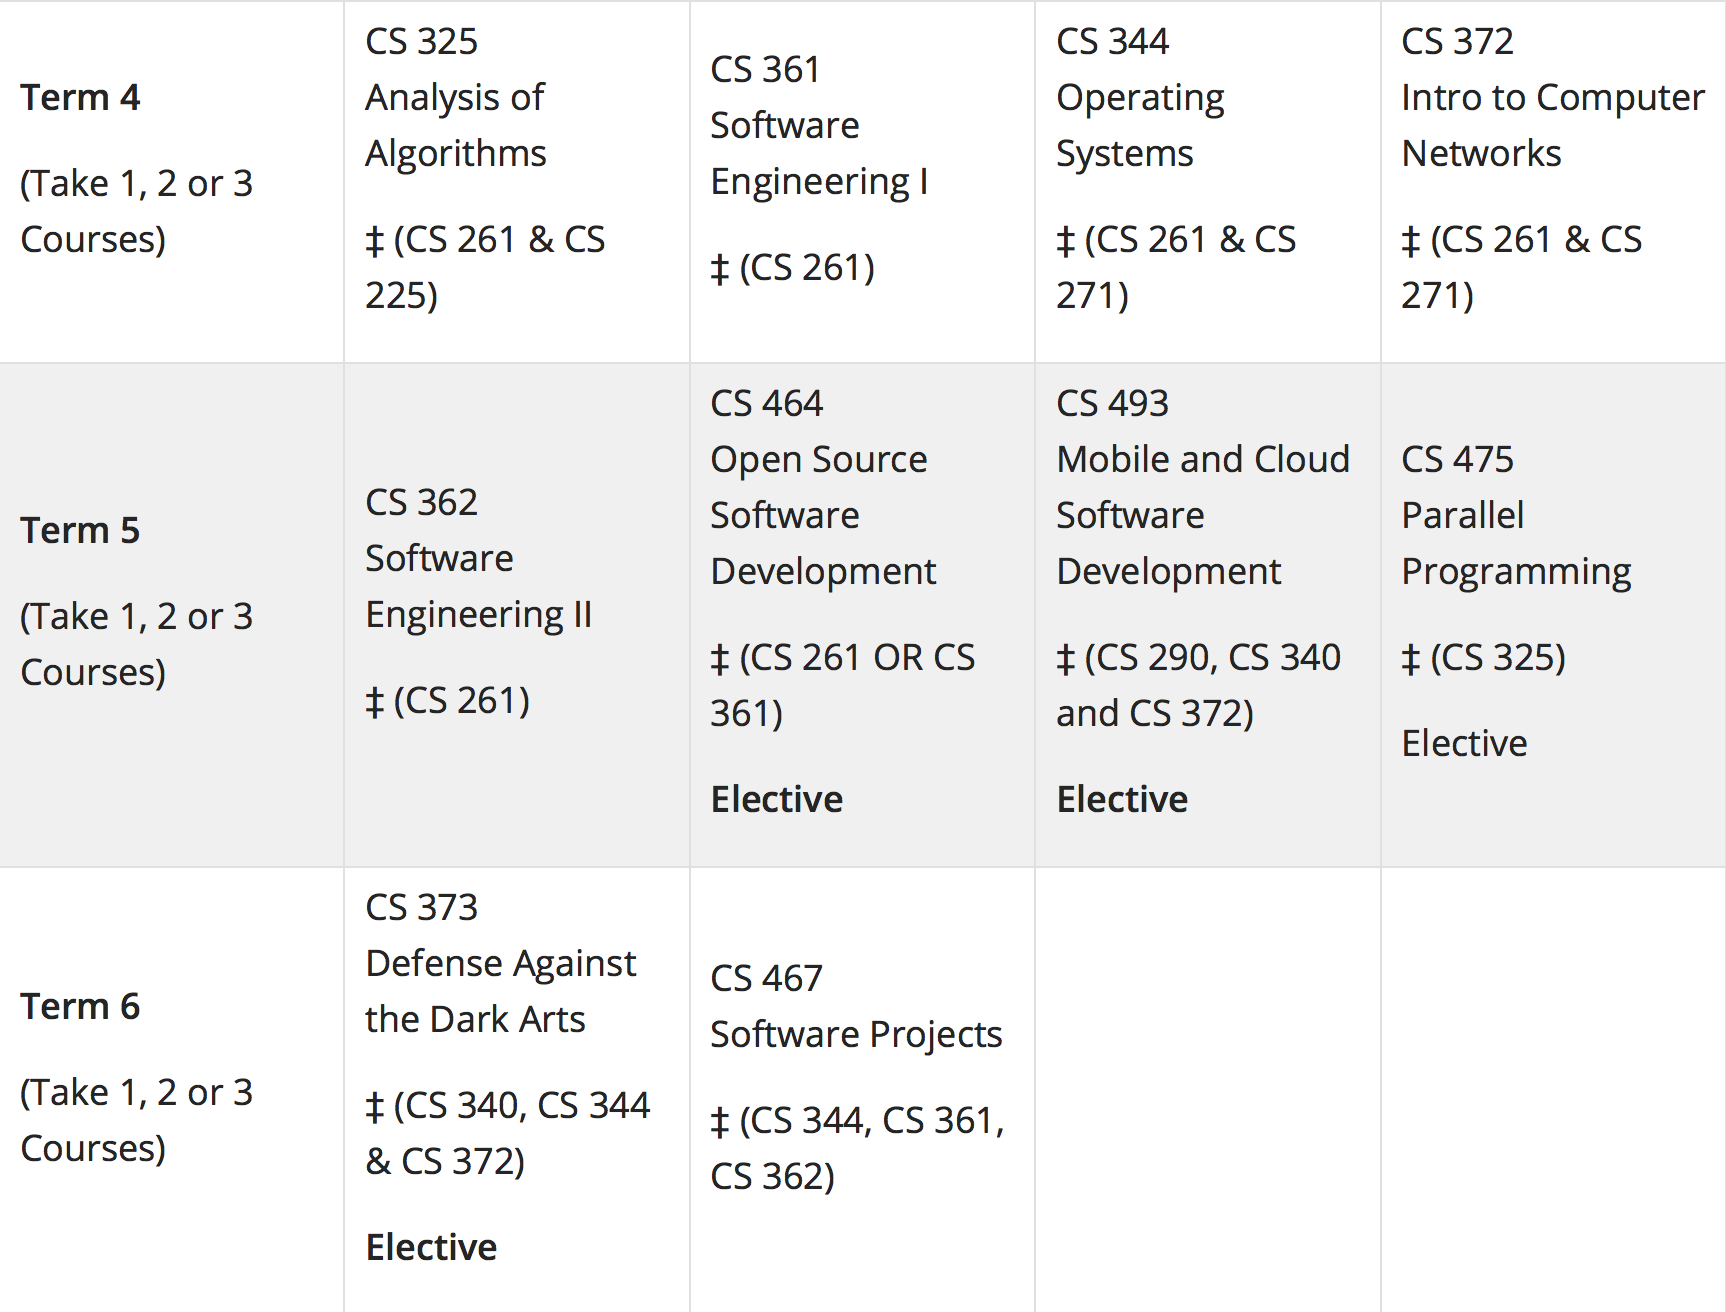 Term 4
(Take 1, 2 or 3
Courses)
CS 325
Analysis of
Algorithms
‡ (CS 261 & CS
225)
CS 361
Software
Engineering I
‡ (CS 261)
CS 344
Operating
Systems
‡ (CS 261 & CS
271)
CS 372
Intro to Computer
Networks
‡ (CS 261 & CS
271)
Term 5
(Take 1, 2 or 3
Courses)
CS 362
Software
Engineering II
‡ (CS 261)
CS 464
Open Source
Software
Development
‡ (CS 261 OR CS
361)
Elective
CS 493
Mobile and Cloud
Software
Development
‡ (CS 290, CS 340
and CS 372)
Elective
CS 475
Parallel
Programming
‡ (CS 325)
Elective
Term 6
(Take 1, 2 or 3
Courses)
CS 373
Defense Against
the Dark Arts
‡ (CS 340, CS 344
& CS 372)
Elective
CS 467
Software Projects
‡ (CS 344, CS 361,
CS 362)